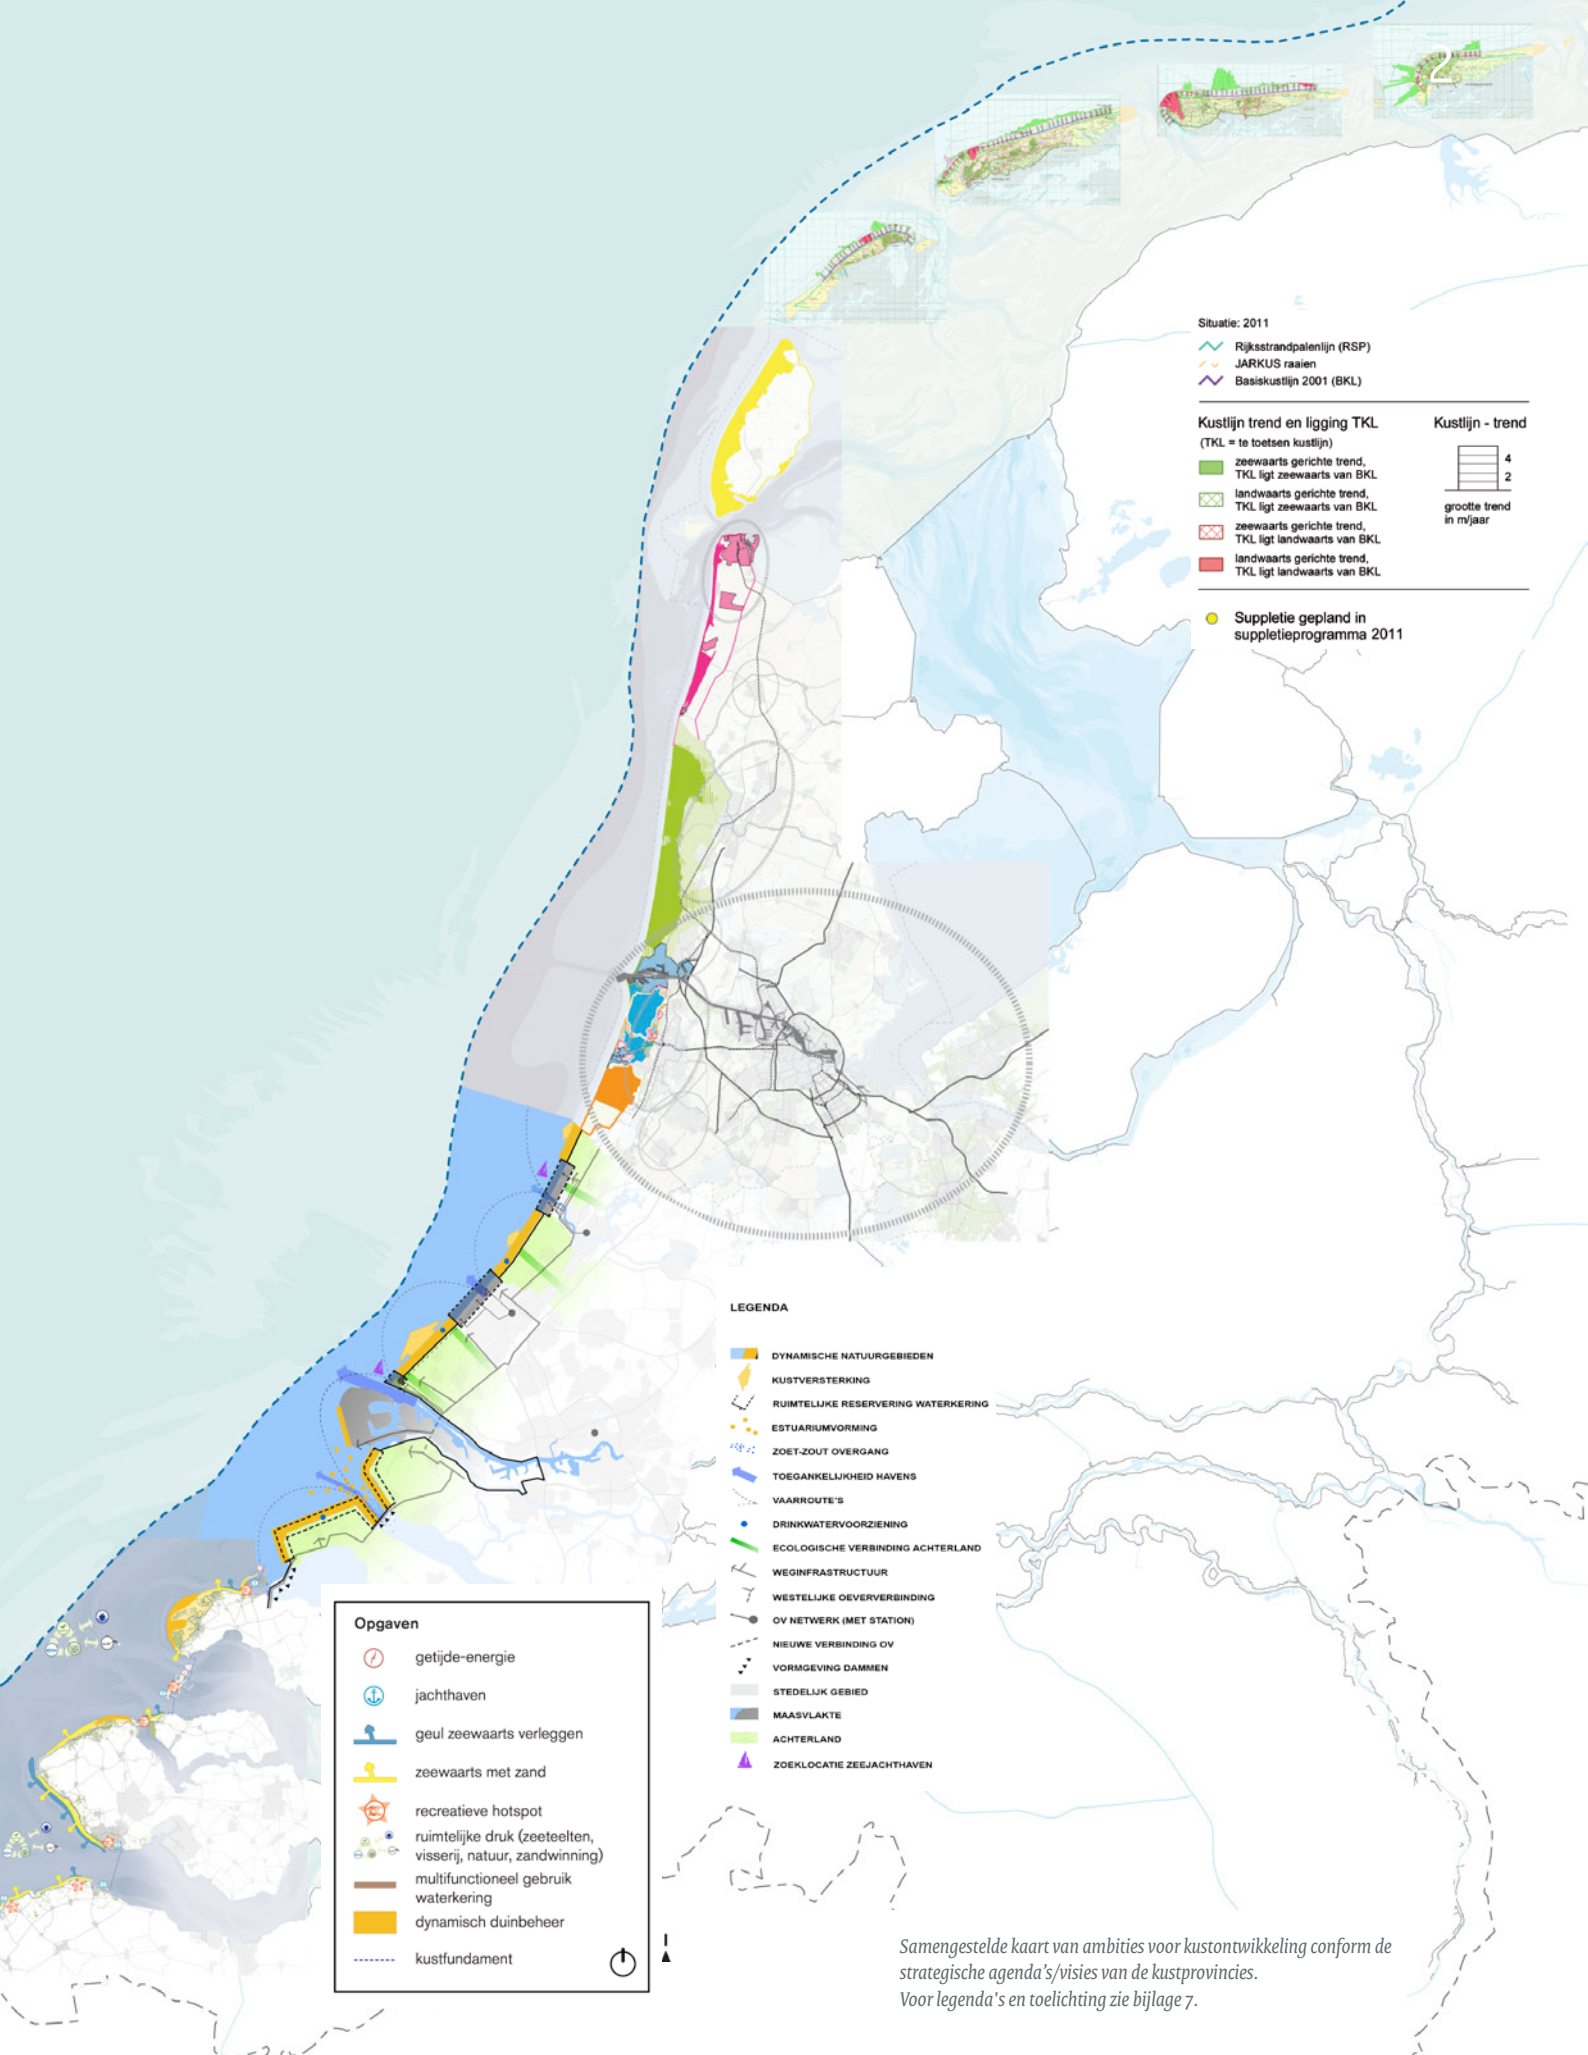 2
Situatie: 2011
Rijksstrandpalenlijn (RSP)
JARKUS raaien
Basiskustlijn 2001 (BKL)
Kustlijn trend en ligging TKL
(TKL = te toetsen kustlijn)
zeewaarts gerichte trend,
TKL ligt zeewaarts van BKL
landwaarts gerichte trend,
TKL ligt zeewaarts van BKL
zeewaarts gerichte trend,
TKL ligt landwaarts van BKL
landwaarts gerichte trend,
TKL ligt landwaarts van BKL
Kustlijn - trend
4
2
grootte trend
in m/jaar
Suppletie gepland in
suppletieprogramma 2011
LEGENDA
DYNAMISCHE NATUURGEBIEDEN
KUSTVERSTERKING
RUIMTELIJKE RESERVERING WATERKERING
ESTUARIUMVORMING
ZOET-ZOUT OVERGANG
TOEGANKELIJKHEID HAVENS
VAARROUTE'S
DRINKWATERVOORZIENING
ECOLOGISCHE VERBINDING ACHTERLAND
WEGINFRASTRUCTUUR
WESTELIJKE OEVERVERBINDING
OV NETWERK (MET STATION)
NIEUWE VERBINDING OV
VORMGEVING DAMMEN
STEDELIJK GEBIED
MAASVLAKTE
ACHTERLAND
ZOEKLOCATIE ZEEJACHTHAVEN
Opgaven
getijde-energie
jachthaven
geul zeewaarts verleggen
zeewaarts met zand
recreatieve hotspot
ruimtelijke druk (zeeteelten,
visserij, natuur, zandwinning)
multifunctioneel gebruik
waterkering
dynamisch duinbeheer
kustfundament
Samengestelde kaart van ambities voor kustontwikkeling conform de
strategische agenda's/visies van de kustprovincies.
Voor legenda's en toelichting zie bijlage 7.